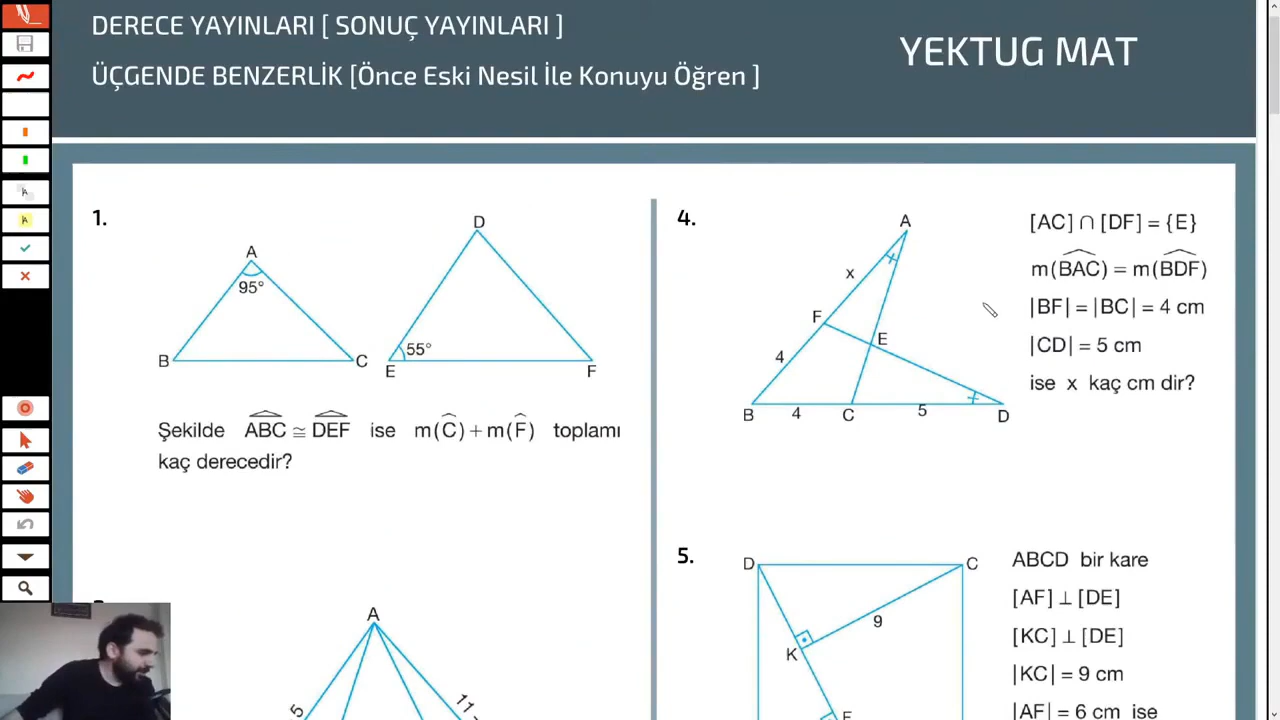 DERECE YAYINLARI [ SONUÇ YAYINLARI ]
ÜÇGENDE BENZERLİK [Önce Eski Nesil İle Konuyu Öğren ]
YEKTUG MAT
1.
A
95°
B
C
D
55°
E
F
Şekilde ABC ≅ DEF ise m(C) + m(F) toplamı
kaç derecedir?
A
5
11
4.
A
x
F
E
4
B
4
C
5
D
[AC] ∩ [DF] = {E}
m(BAC) = m(BDF)
|BF| = |BC| = 4 cm
|CD| = 5 cm
ise x kaç cm dir?
5.
D
C
9
K
ABCD bir kare
[AF] ⊥ [DE]
[KC] ⊥ [DE]
|KC| = 9 cm
|AF| = 6 cm ise